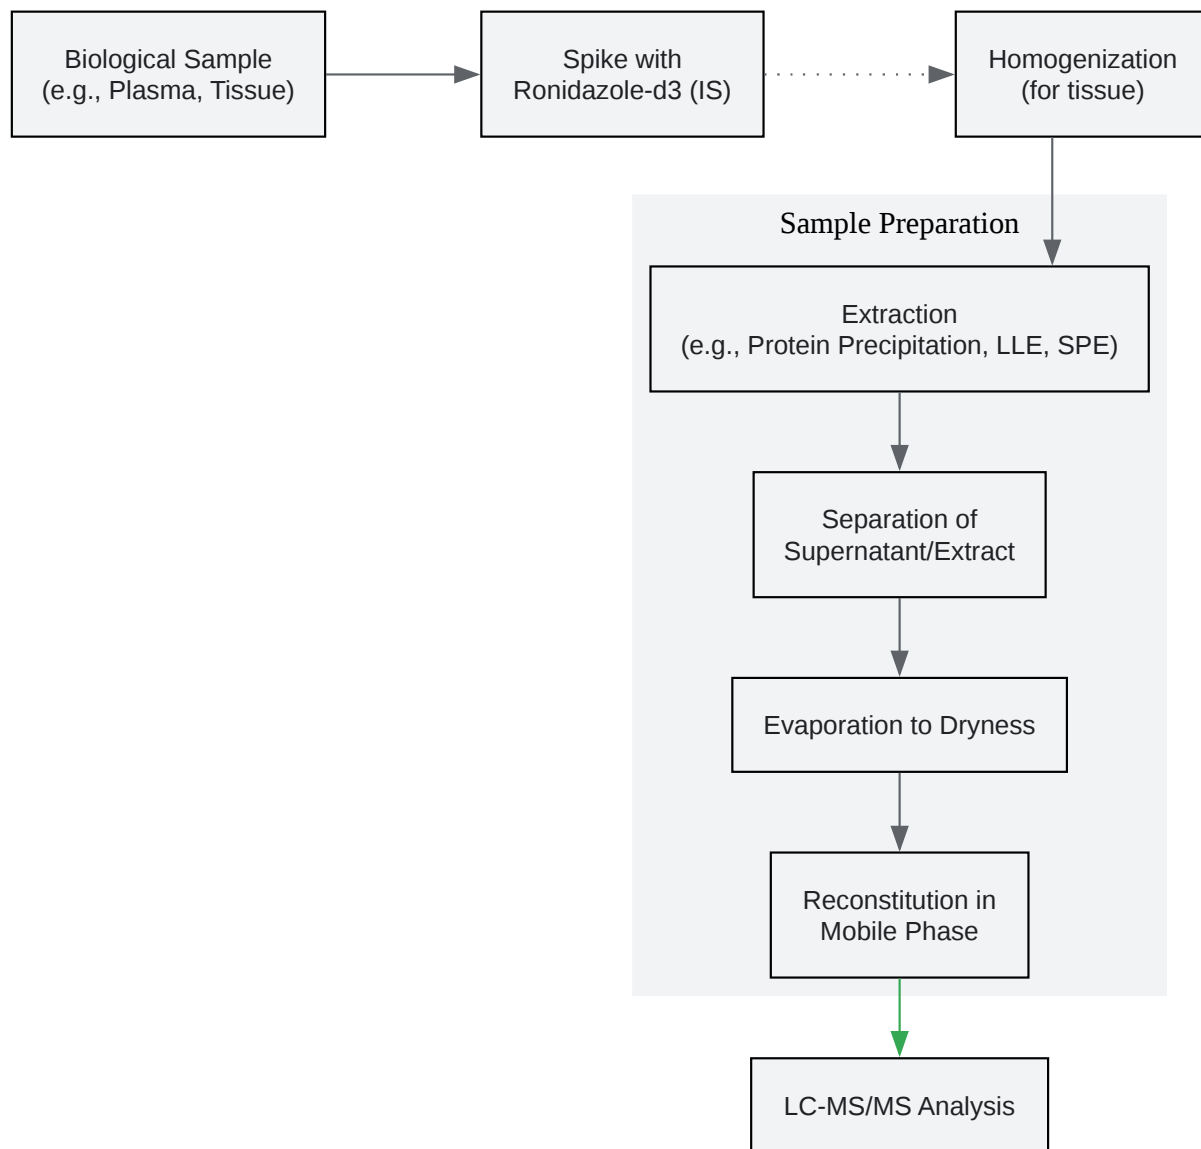 Biological Sample
(e.g., Plasma, Tissue)
Spike with
Ronidazole-d3 (IS)
Homogenization
(for tissue)
Sample Preparation
Extraction
(e.g., Protein Precipitation, LLE, SPE)
Separation of
Supernatant/Extract
Evaporation to Dryness
Reconstitution in
Mobile Phase
LC-MS/MS Analysis